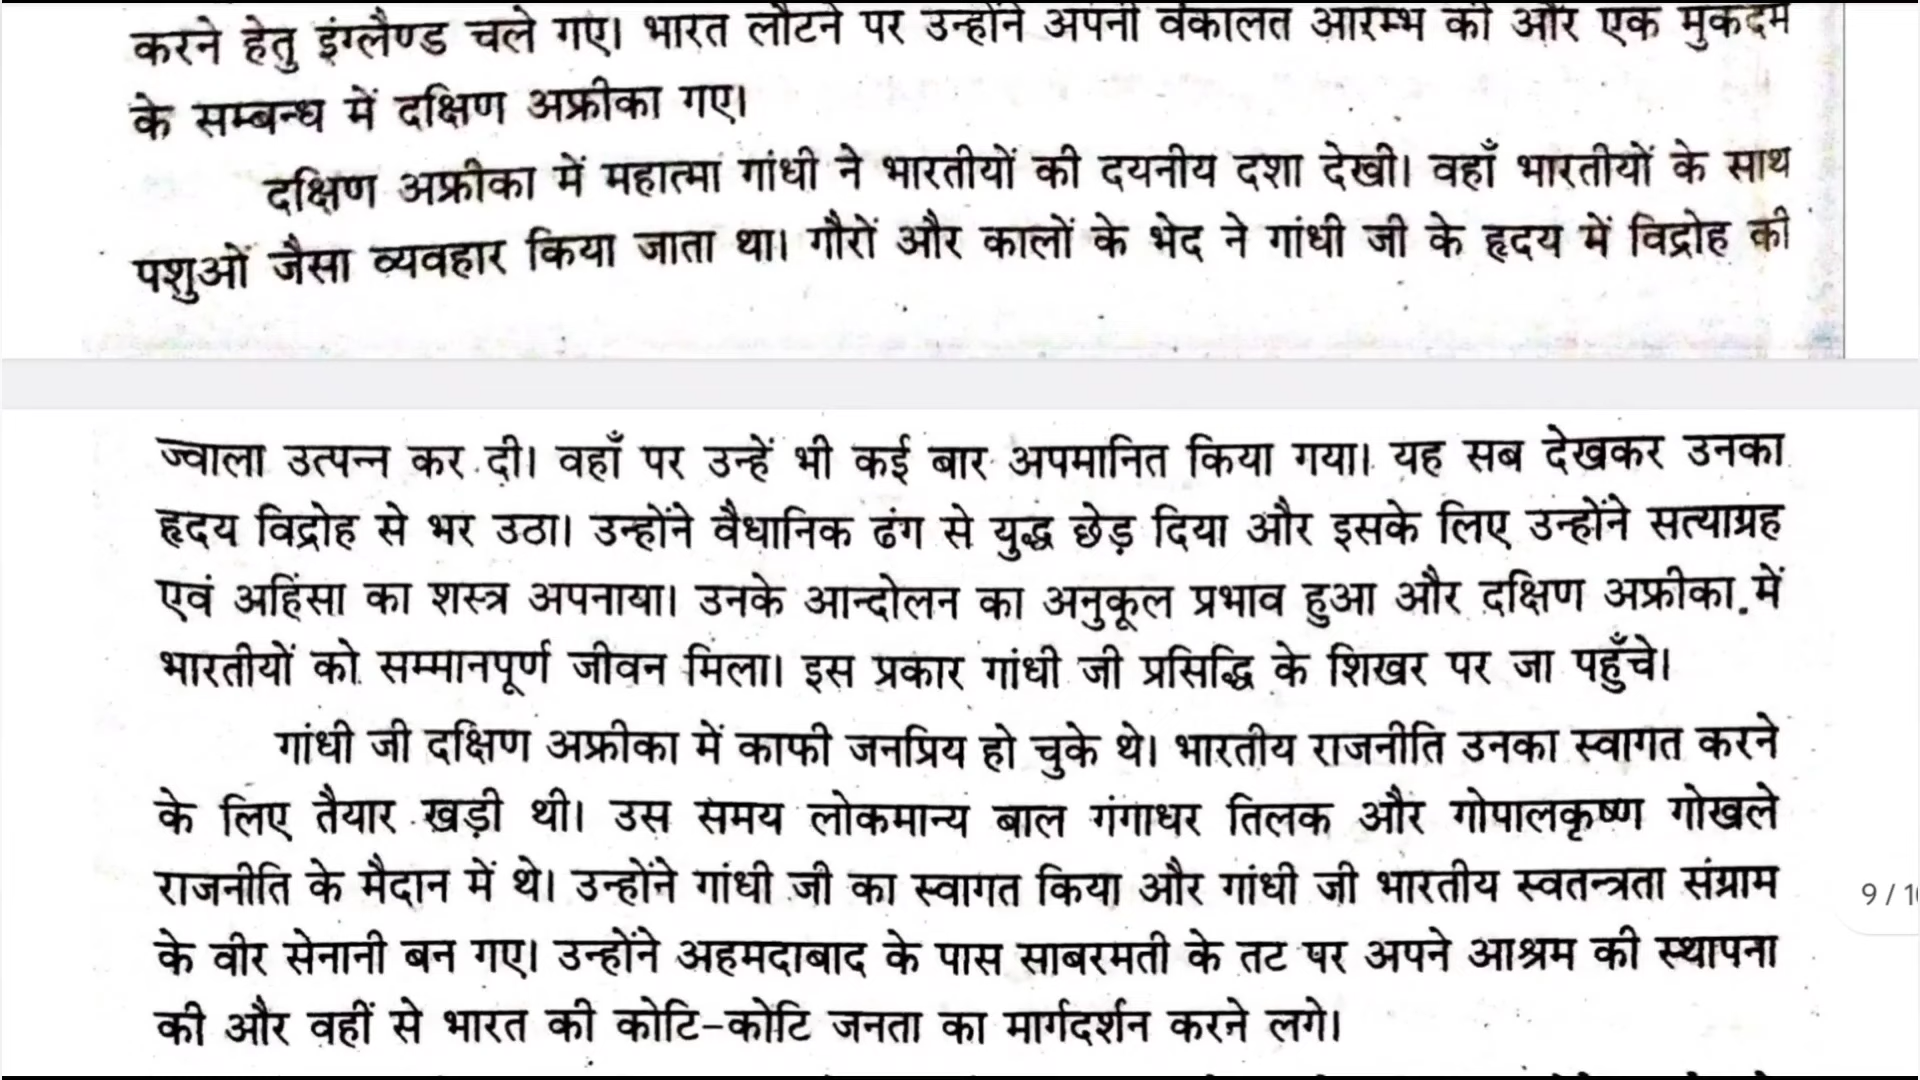 करने हेतु इंग्लैण्ड चले गए। भारत लौटने पर उन्होंने अपनी वकालत आरम्भ की और एक मुकदमे
के सम्बन्ध में दक्षिण अफ्रीका गए।
दक्षिण अफ्रीका में महात्मा गांधी ने भारतीयों की दयनीय दशा देखी। वहाँ भारतीयों के साथ
पशुओं जैसा व्यवहार किया जाता था। गौरों और कालों के भेद ने गांधी जी के हृदय में विद्रोह की
ज्वाला उत्पन्न कर दी। वहाँ पर उन्हें भी कई बार अपमानित किया गया। यह सब देखकर उनका
हृदय विद्रोह से भर उठा। उन्होंने वैधानिक ढंग से युद्ध छेड़ दिया और इसके लिए उन्होंने सत्याग्रह
एवं अहिंसा का शस्त्र अपनाया। उनके आन्दोलन का अनुकूल प्रभाव हुआ और दक्षिण अफ्रीका में
भारतीयों को सम्मानपूर्ण जीवन मिला। इस प्रकार गांधी जी प्रसिद्धि के शिखर पर जा पहुँचे।
गांधी जी दक्षिण अफ्रीका में काफी जनप्रिय हो चुके थे। भारतीय राजनीति उनका स्वागत करने
के लिए तैयार खड़ी थी। उस समय लोकमान्य बाल गंगाधर तिलक और गोपालकृष्ण गोखले
राजनीति के मैदान में थे। उन्होंने गांधी जी का स्वागत किया और गांधी जी भारतीय स्वतन्त्रता संग्राम
के वीर सेनानी बन गए। उन्होंने अहमदाबाद के पास साबरमती के तट पर अपने आश्रम की स्थापना
की और वहीं से भारत की कोटि-कोटि जनता का मार्गदर्शन करने लगे।
9 / 1